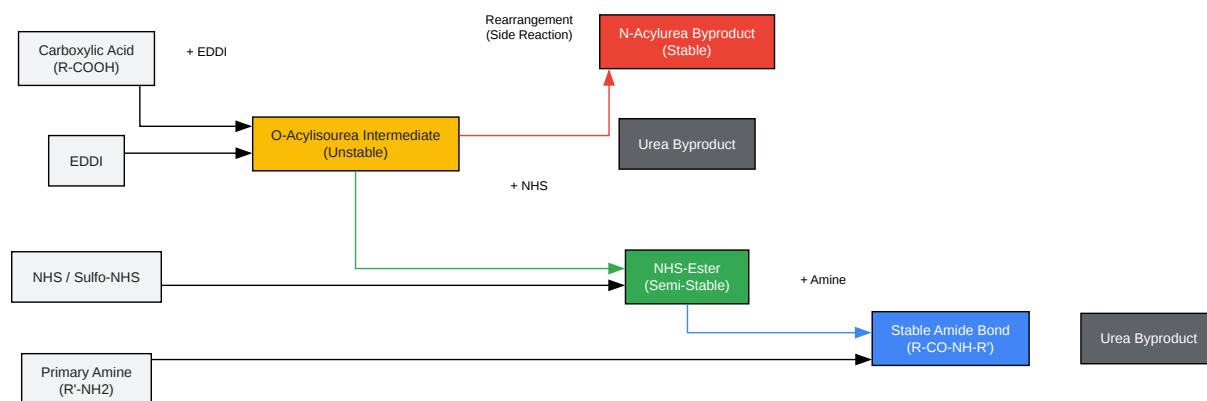 Rearrangement
(Side Reaction)
N-Acylurea Byproduct
(Stable)
Carboxylic Acid
(R-COOH)
+ EDDI
O-Acylisourea Intermediate
(Unstable)
Urea Byproduct
EDDI
+ NHS
NHS / Sulfo-NHS
NHS-Ester
(Semi-Stable)
+ Amine
Stable Amide Bond
(R-CO-NH-R')
Urea Byproduct
Primary Amine
(R'-NH2)